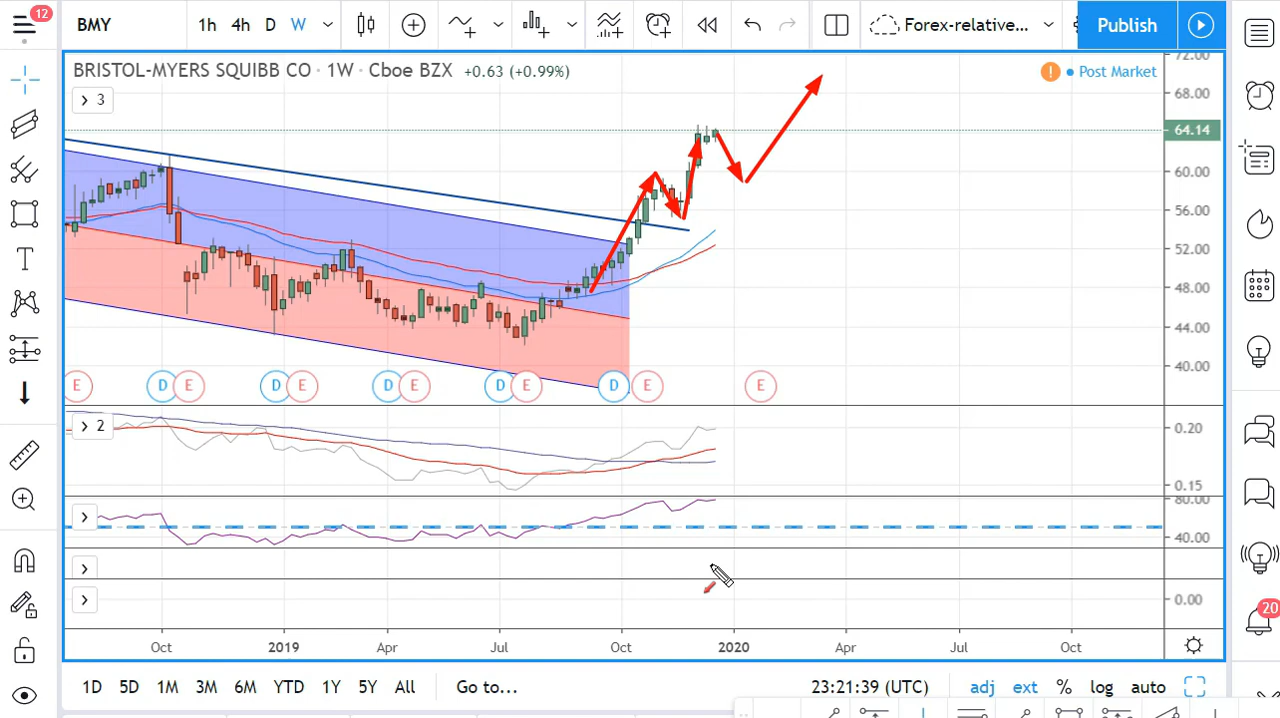 12
BMY
1h 4h D W
Forex-relative...
Publish
BRISTOL-MYERS SQUIBB CO · 1W · Cboe BZX +0.63 (+0.99%)
! Post Market
3
72.00
68.00
64.14
60.00
56.00
52.00
48.00
44.00
40.00
T
E D E D E D E D E D E E
2
0.20
0.15
80.00
40.00
0.00
20
Oct 2019 Apr Jul Oct 2020 Apr Jul Oct
1D 5D 1M 3M 6M YTD 1Y 5Y All Go to... 23:21:39 (UTC) adj ext % log auto